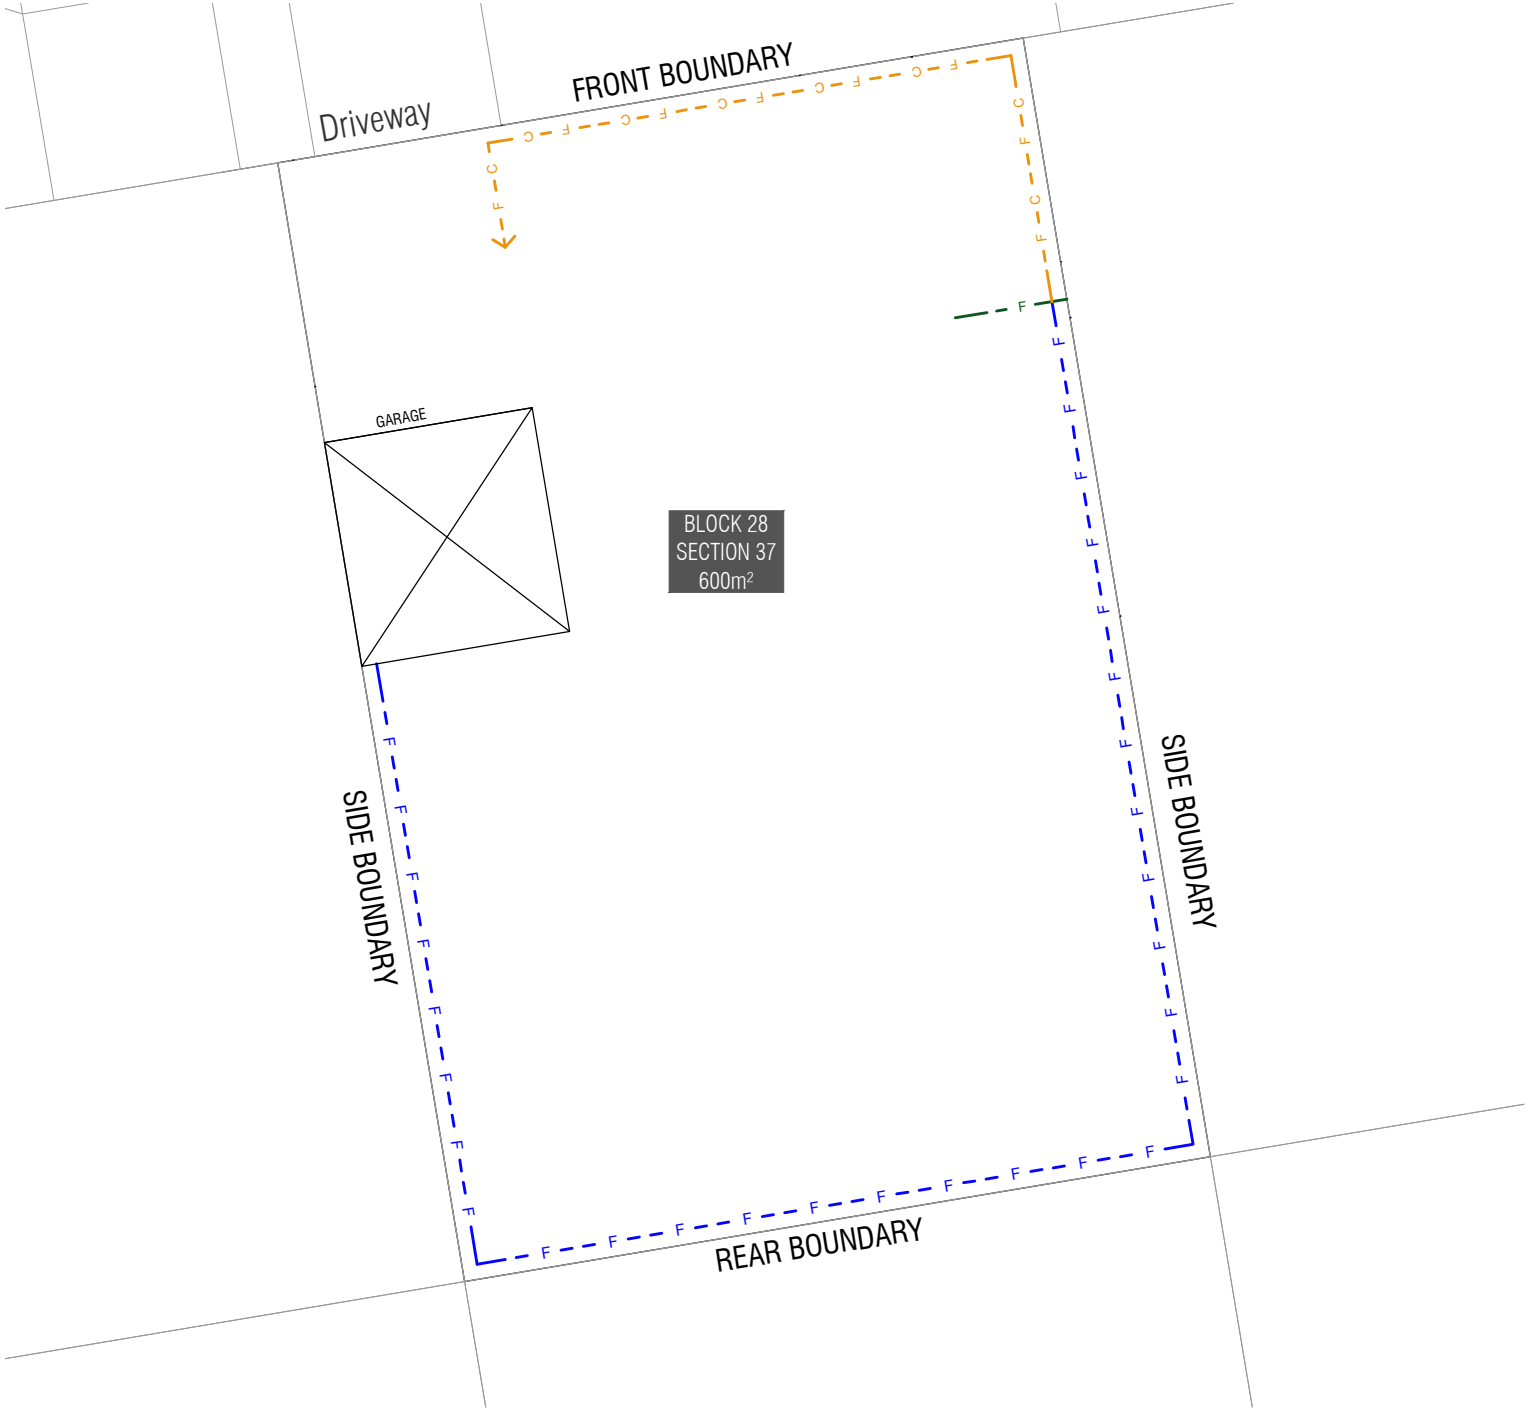 FRONT BOUNDARY
Driveway
C F C F C F C F C F
C F
C F C F
F
GARAGE
BLOCK 28
SECTION 37
600m²
F F F F F F F F F F F F
SIDE BOUNDARY
F F F F F F F F
SIDE BOUNDARY
F F F F F F F F F F
REAR BOUNDARY